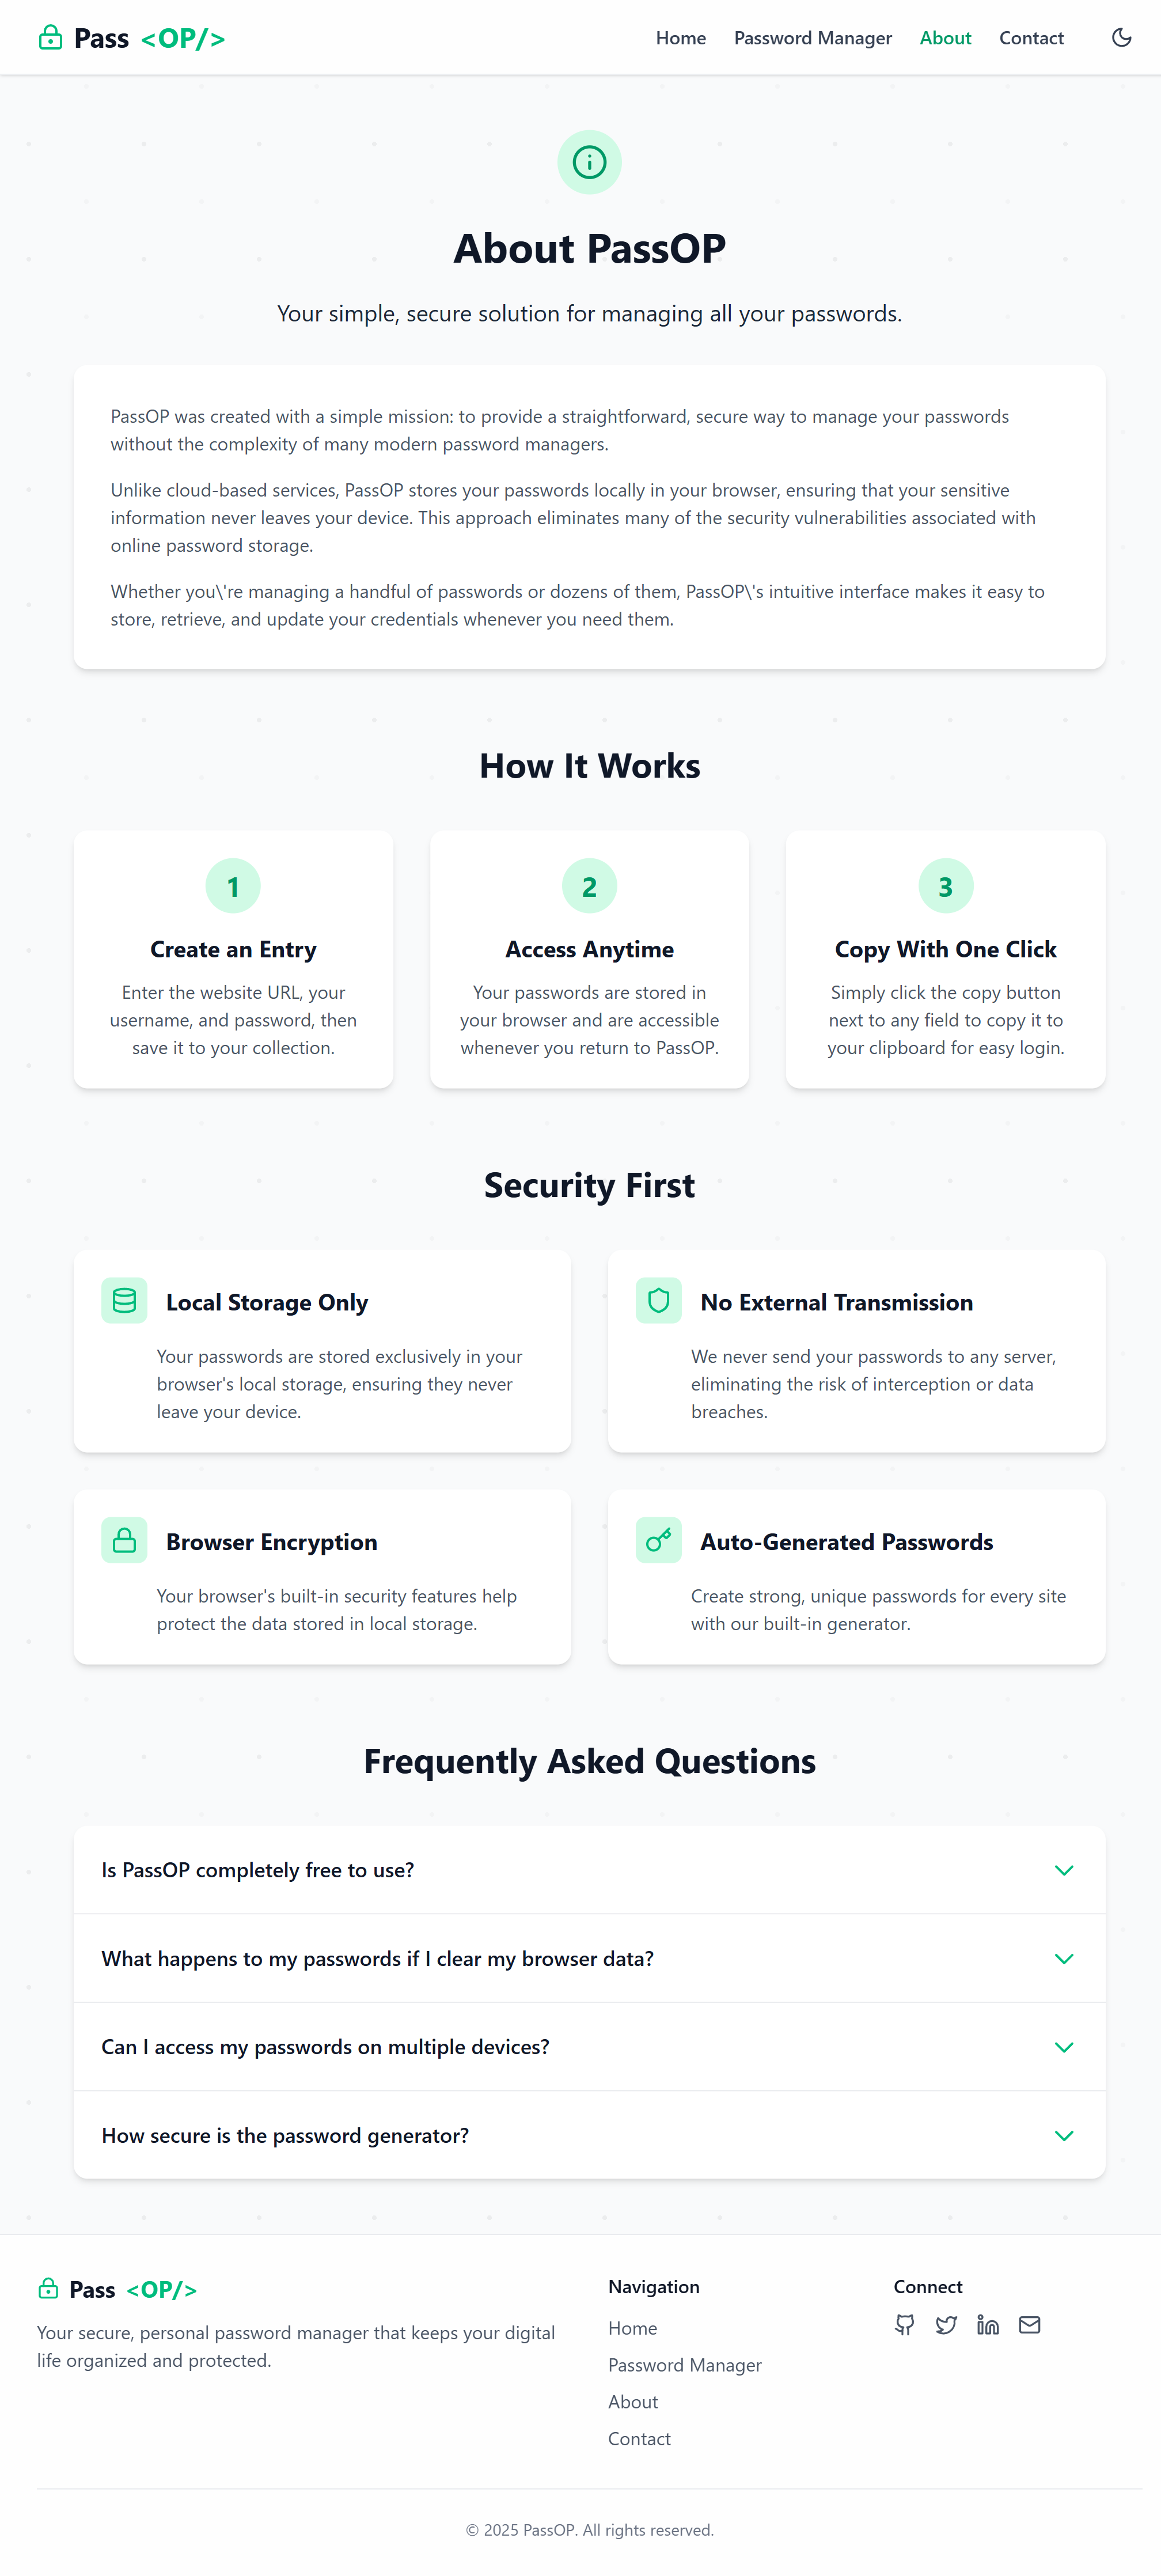 Pass <OP/>
Home Password Manager About Contact
About PassOP
Your simple, secure solution for managing all your passwords.
PassOP was created with a simple mission: to provide a straightforward, secure way to manage your passwords
without the complexity of many modern password managers.
Unlike cloud-based services, PassOP stores your passwords locally in your browser, ensuring that your sensitive
information never leaves your device. This approach eliminates many of the security vulnerabilities associated with
online password storage.
Whether you\'re managing a handful of passwords or dozens of them, PassOP\'s intuitive interface makes it easy to
store, retrieve, and update your credentials whenever you need them.
How It Works
1
Create an Entry
Enter the website URL, your
username, and password, then
save it to your collection.
2
Access Anytime
Your passwords are stored in
your browser and are accessible
whenever you return to PassOP.
3
Copy With One Click
Simply click the copy button
next to any field to copy it to
your clipboard for easy login.
Security First
Local Storage Only
Your passwords are stored exclusively in your
browser's local storage, ensuring they never
leave your device.
No External Transmission
We never send your passwords to any server,
eliminating the risk of interception or data
breaches.
Browser Encryption
Your browser's built-in security features help
protect the data stored in local storage.
Auto-Generated Passwords
Create strong, unique passwords for every site
with our built-in generator.
Frequently Asked Questions
Is PassOP completely free to use?
What happens to my passwords if I clear my browser data?
Can I access my passwords on multiple devices?
How secure is the password generator?
Pass <OP/>
Your secure, personal password manager that keeps your digital
life organized and protected.
Navigation
Home
Password Manager
About
Contact
Connect
© 2025 PassOP. All rights reserved.